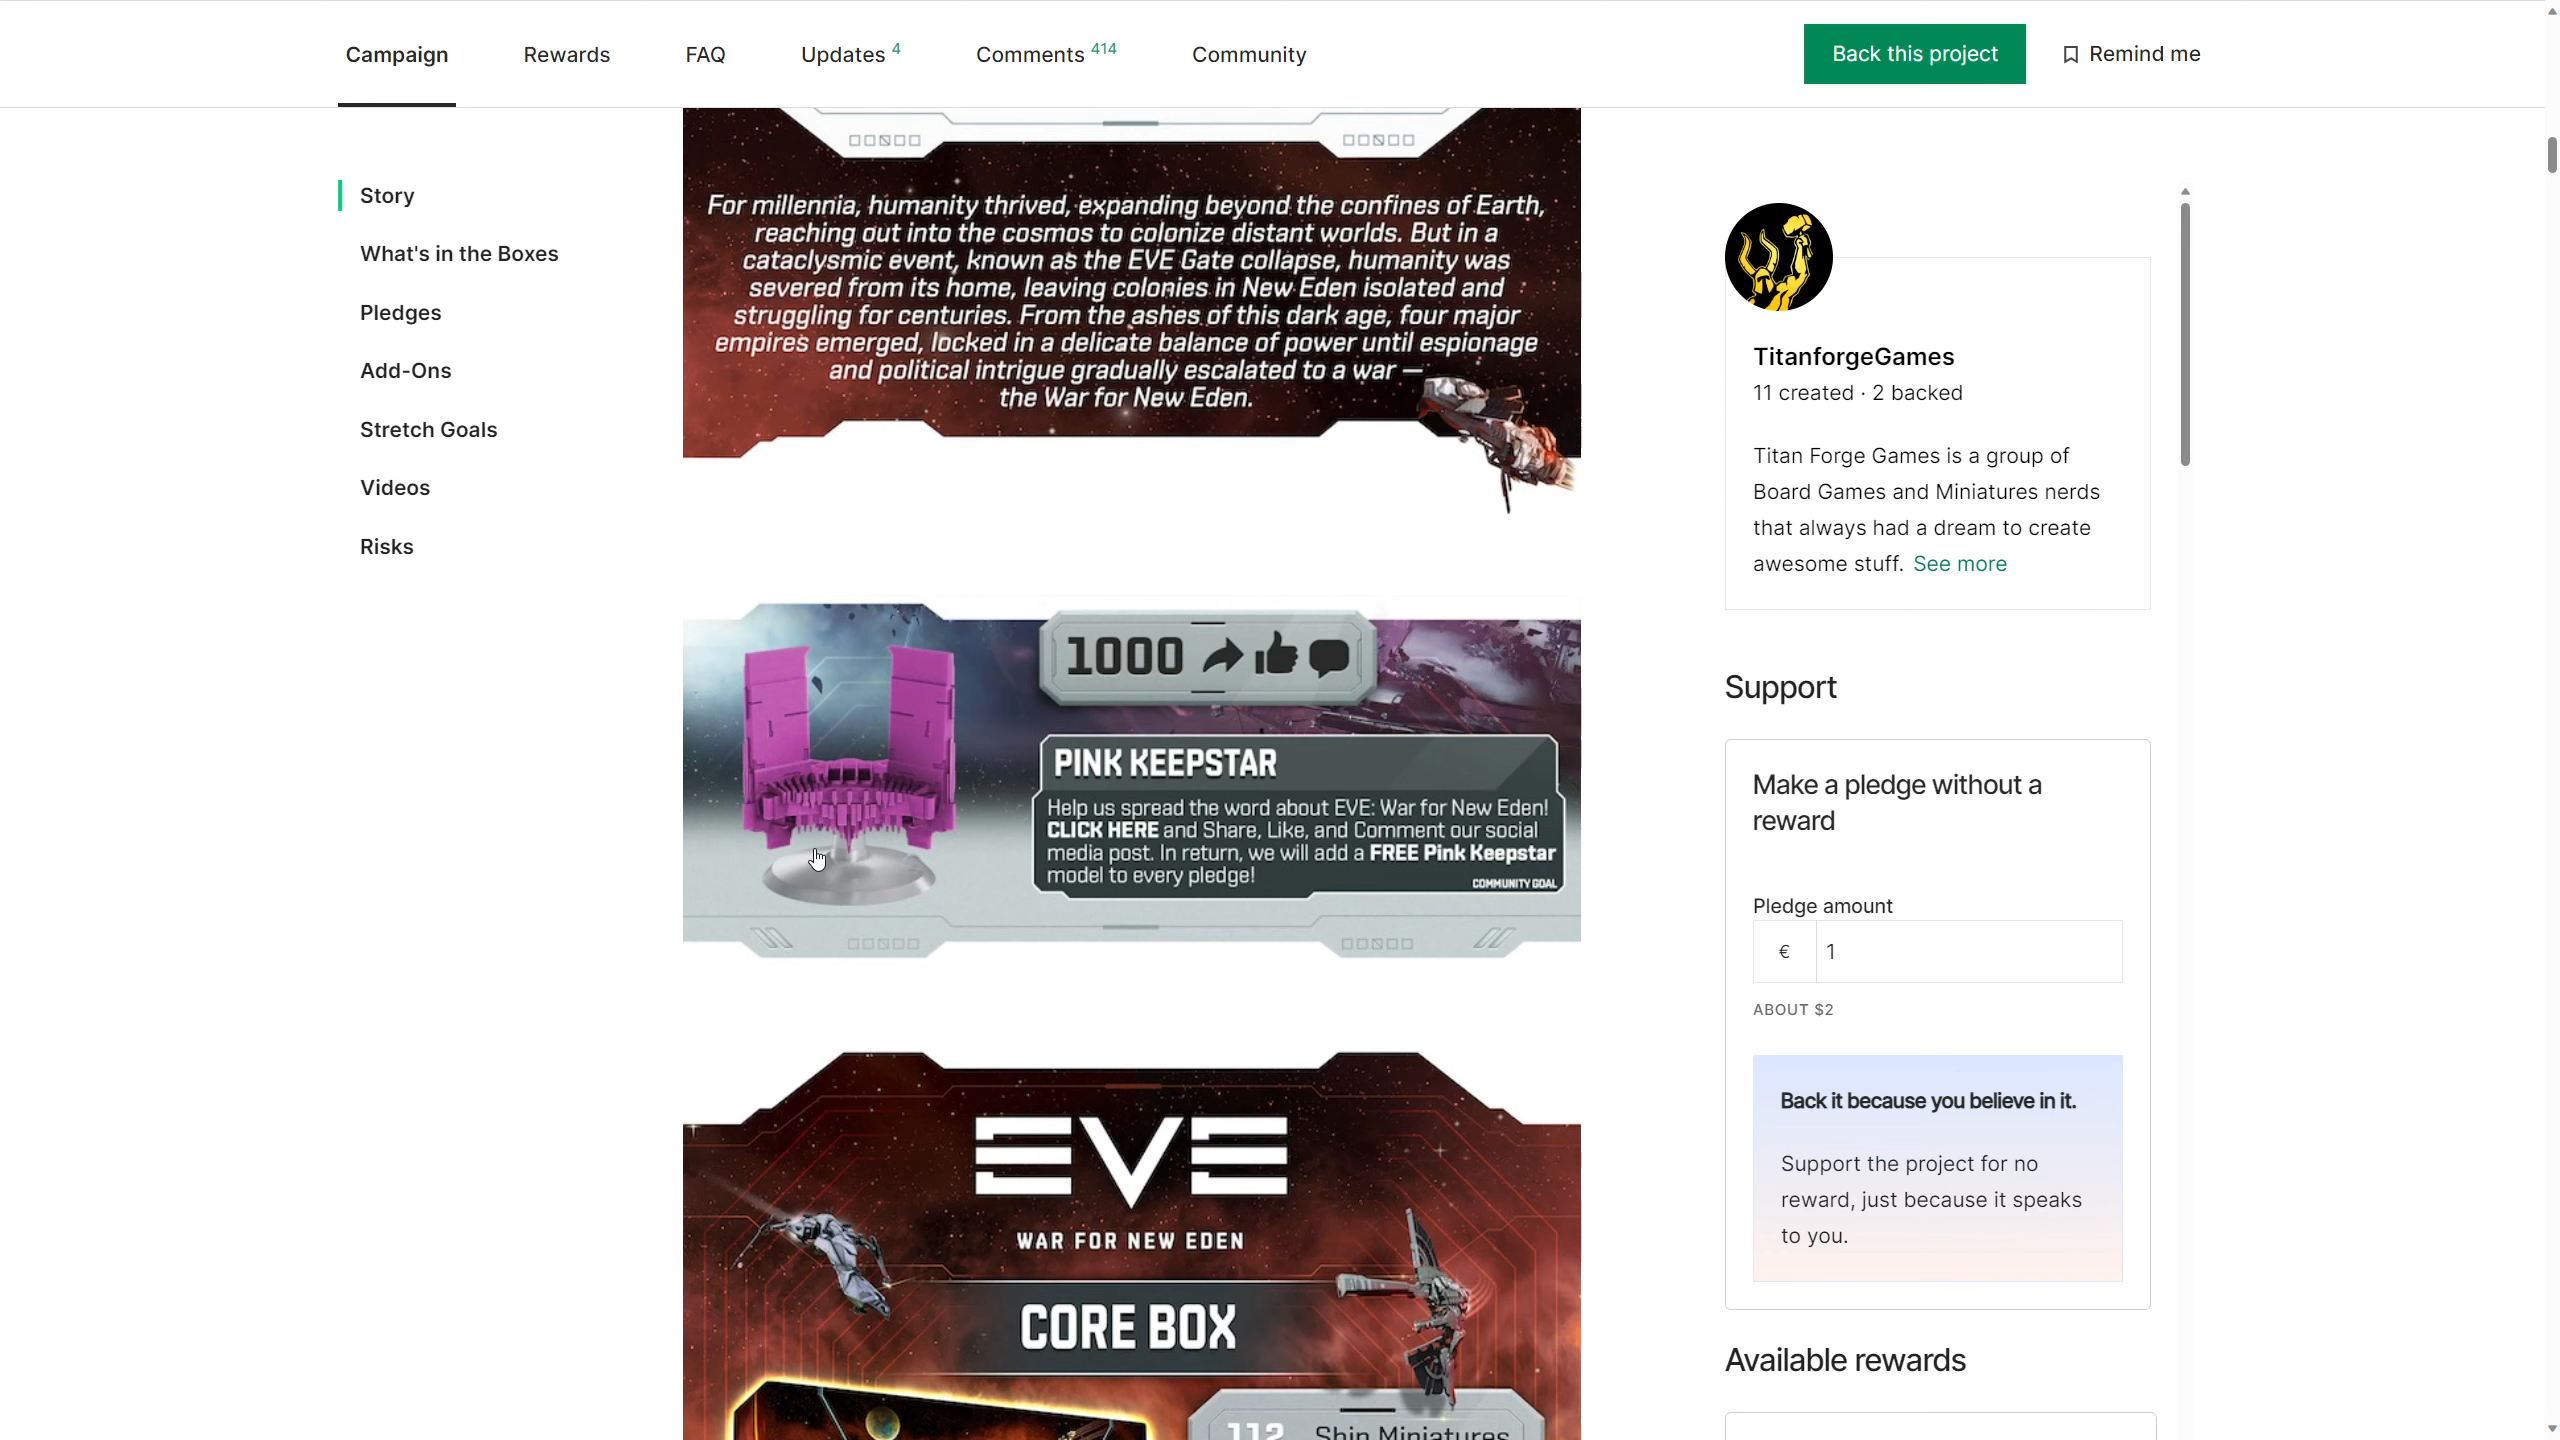 Campaign
Rewards
FAQ
Updates 4
Comments 414
Community
Back this project
Remind me
Story
What's in the Boxes
Pledges
Add-Ons
Stretch Goals
Videos
Risks
For millennia, humanity thrived, expanding beyond the confines of Earth,
reaching out into the cosmos to colonize distant worlds. But in a
cataclysmic event, known as the EVE Gate collapse, humanity was
severed from its home, leaving colonies in New Eden isolated and
struggling for centuries. From the ashes of this dark age, four major
empires emerged, locked in a delicate balance of power until espionage
and political intrigue gradually escalated to a war —
the War for New Eden.
1000
PINK KEEPSTAR
Help us spread the word about EVE: War for New Eden!
CLICK HERE and Share, Like, and Comment our social
media post. In return, we will add a FREE Pink Keepstar
model to every pledge!
COMMUNITY GOAL
EVE
WAR FOR NEW EDEN
CORE BOX
112 Ship Miniatures
TitanforgeGames
11 created · 2 backed
Titan Forge Games is a group of
Board Games and Miniatures nerds
that always had a dream to create
awesome stuff. See more
Support
Make a pledge without a
reward
Pledge amount
€ 1
ABOUT $2
Back it because you believe in it.
Support the project for no
reward, just because it speaks
to you.
Available rewards